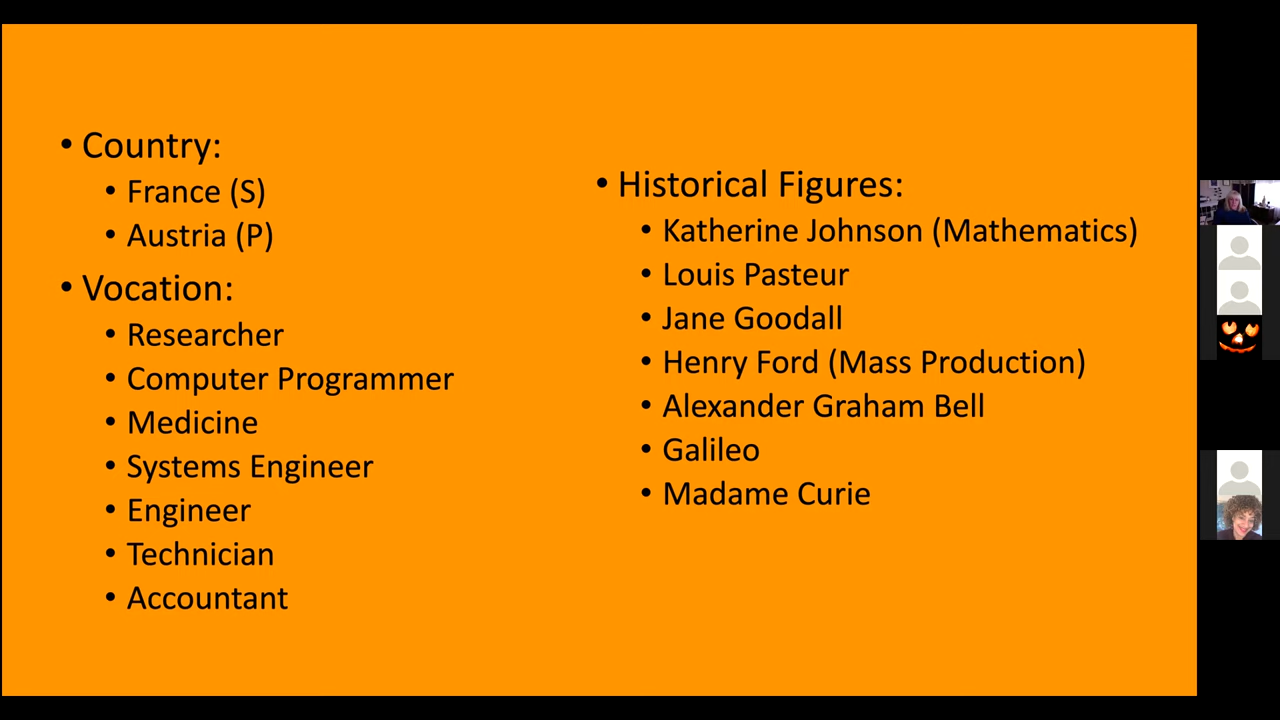 • Country:
• France (S)
• Austria (P)
• Vocation:
• Researcher
• Computer Programmer
• Medicine
• Systems Engineer
• Engineer
• Technician
• Accountant
• Historical Figures:
• Katherine Johnson (Mathematics)
• Louis Pasteur
• Jane Goodall
• Henry Ford (Mass Production)
• Alexander Graham Bell
• Galileo
• Madame Curie